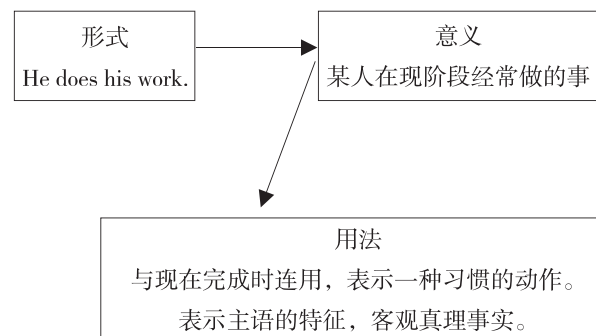 形式
He does his work.
意义
某人在现阶段经常做的事
用法
与现在完成时连用，表示一种习惯的动作。
表示主语的特征，客观真理事实。